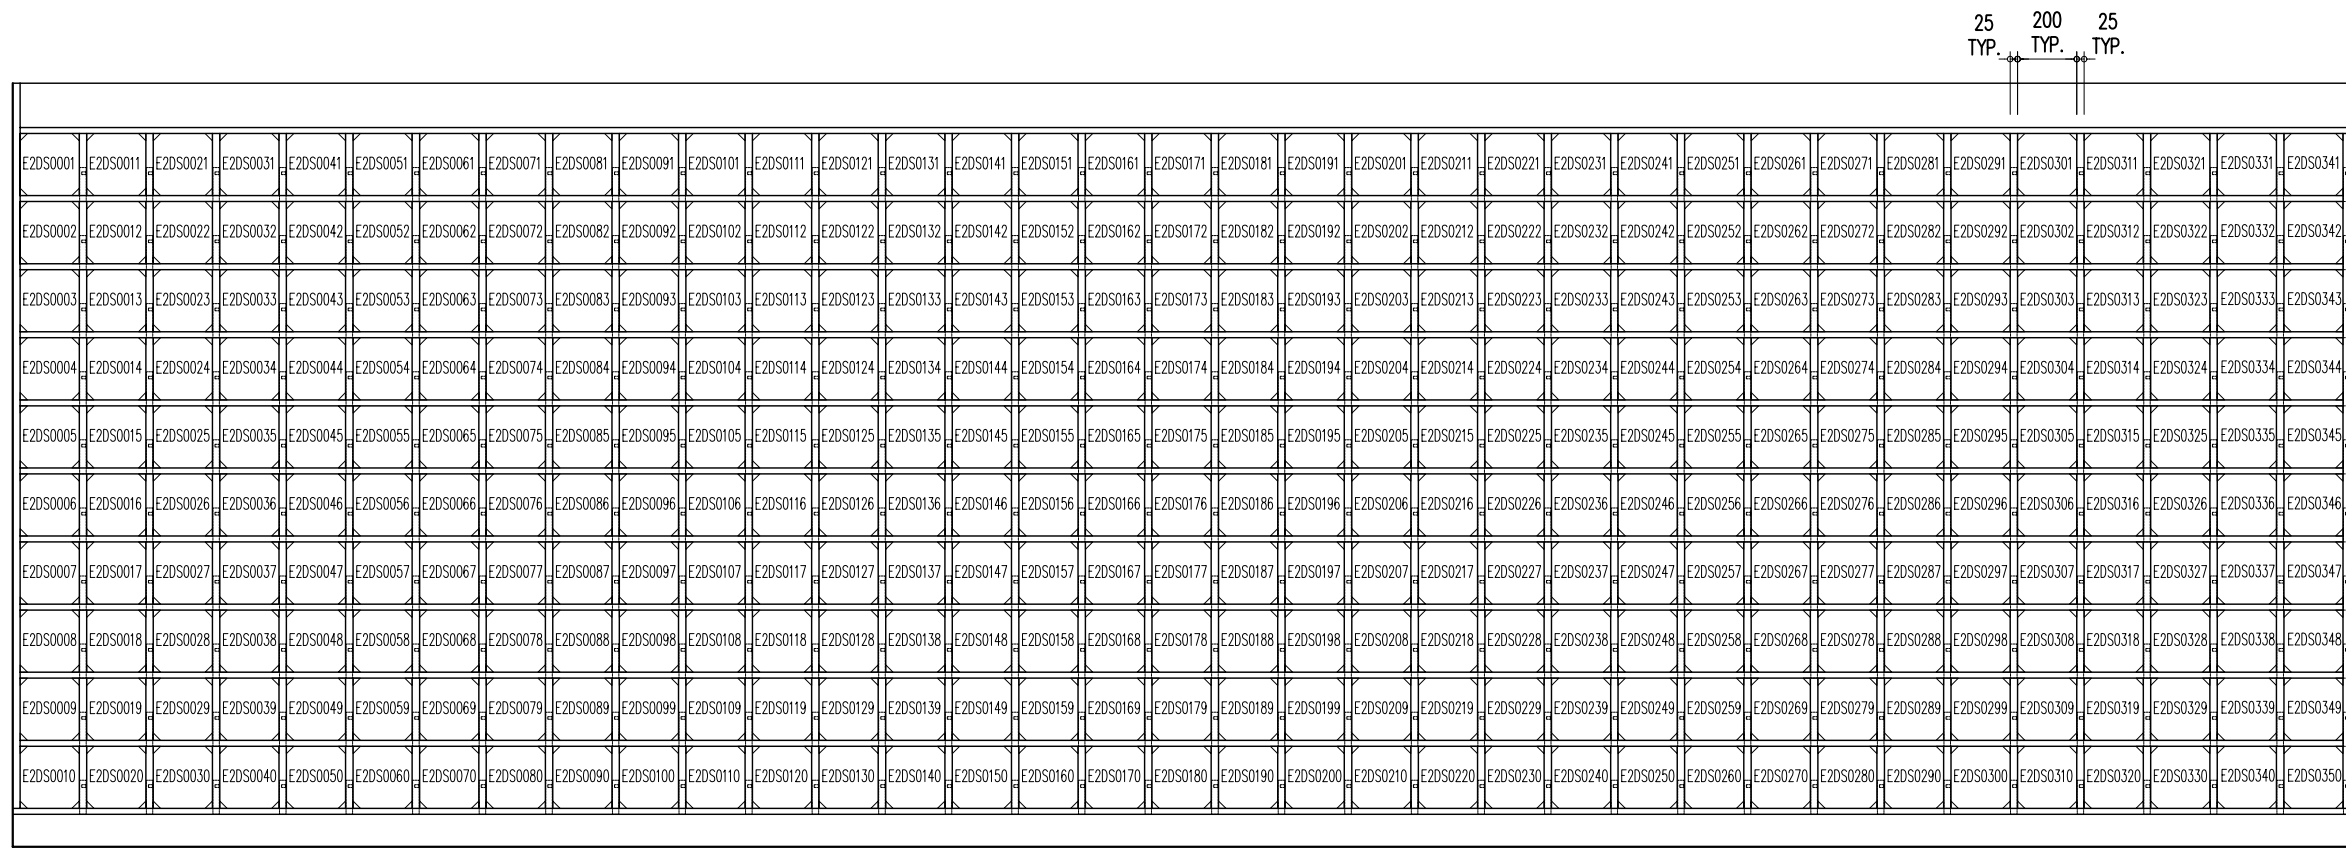 25 200 25
TYP. TYP. TYP.
E2DS0001 E2DS0011 E2DS0021 E2DS0031 E2DS0041 E2DS0051 E2DS0061 E2DS0071 E2DS0081 E2DS0091 E2DS0101 E2DS0111 E2DS0121 E2DS0131 E2DS0141 E2DS0151 E2DS0161 E2DS0171 E2DS0181 E2DS0191 E2DS0201 E2DS0211 E2DS0221 E2DS0231 E2DS0241 E2DS0251 E2DS0261 E2DS0271 E2DS0281 E2DS0291 E2DS0301 E2DS0311 E2DS0321 E2DS0331 E2DS0341
E2DS0002 E2DS0012 E2DS0022 E2DS0032 E2DS0042 E2DS0052 E2DS0062 E2DS0072 E2DS0082 E2DS0092 E2DS0102 E2DS0112 E2DS0122 E2DS0132 E2DS0142 E2DS0152 E2DS0162 E2DS0172 E2DS0182 E2DS0192 E2DS0202 E2DS0212 E2DS0222 E2DS0232 E2DS0242 E2DS0252 E2DS0262 E2DS0272 E2DS0282 E2DS0292 E2DS0302 E2DS0312 E2DS0322 E2DS0332 E2DS0342
E2DS0003 E2DS0013 E2DS0023 E2DS0033 E2DS0043 E2DS0053 E2DS0063 E2DS0073 E2DS0083 E2DS0093 E2DS0103 E2DS0113 E2DS0123 E2DS0133 E2DS0143 E2DS0153 E2DS0163 E2DS0173 E2DS0183 E2DS0193 E2DS0203 E2DS0213 E2DS0223 E2DS0233 E2DS0243 E2DS0253 E2DS0263 E2DS0273 E2DS0283 E2DS0293 E2DS0303 E2DS0313 E2DS0323 E2DS0333 E2DS0343
E2DS0004 E2DS0014 E2DS0024 E2DS0034 E2DS0044 E2DS0054 E2DS0064 E2DS0074 E2DS0084 E2DS0094 E2DS0104 E2DS0114 E2DS0124 E2DS0134 E2DS0144 E2DS0154 E2DS0164 E2DS0174 E2DS0184 E2DS0194 E2DS0204 E2DS0214 E2DS0224 E2DS0234 E2DS0244 E2DS0254 E2DS0264 E2DS0274 E2DS0284 E2DS0294 E2DS0304 E2DS0314 E2DS0324 E2DS0334 E2DS0344
E2DS0005 E2DS0015 E2DS0025 E2DS0035 E2DS0045 E2DS0055 E2DS0065 E2DS0075 E2DS0085 E2DS0095 E2DS0105 E2DS0115 E2DS0125 E2DS0135 E2DS0145 E2DS0155 E2DS0165 E2DS0175 E2DS0185 E2DS0195 E2DS0205 E2DS0215 E2DS0225 E2DS0235 E2DS0245 E2DS0255 E2DS0265 E2DS0275 E2DS0285 E2DS0295 E2DS0305 E2DS0315 E2DS0325 E2DS0335 E2DS0345
E2DS0006 E2DS0016 E2DS0026 E2DS0036 E2DS0046 E2DS0056 E2DS0066 E2DS0076 E2DS0086 E2DS0096 E2DS0106 E2DS0116 E2DS0126 E2DS0136 E2DS0146 E2DS0156 E2DS0166 E2DS0176 E2DS0186 E2DS0196 E2DS0206 E2DS0216 E2DS0226 E2DS0236 E2DS0246 E2DS0256 E2DS0266 E2DS0276 E2DS0286 E2DS0296 E2DS0306 E2DS0316 E2DS0326 E2DS0336 E2DS0346
E2DS0007 E2DS0017 E2DS0027 E2DS0037 E2DS0047 E2DS0057 E2DS0067 E2DS0077 E2DS0087 E2DS0097 E2DS0107 E2DS0117 E2DS0127 E2DS0137 E2DS0147 E2DS0157 E2DS0167 E2DS0177 E2DS0187 E2DS0197 E2DS0207 E2DS0217 E2DS0227 E2DS0237 E2DS0247 E2DS0257 E2DS0267 E2DS0277 E2DS0287 E2DS0297 E2DS0307 E2DS0317 E2DS0327 E2DS0337 E2DS0347
E2DS0008 E2DS0018 E2DS0028 E2DS0038 E2DS0048 E2DS0058 E2DS0068 E2DS0078 E2DS0088 E2DS0098 E2DS0108 E2DS0118 E2DS0128 E2DS0138 E2DS0148 E2DS0158 E2DS0168 E2DS0178 E2DS0188 E2DS0198 E2DS0208 E2DS0218 E2DS0228 E2DS0238 E2DS0248 E2DS0258 E2DS0268 E2DS0278 E2DS0288 E2DS0298 E2DS0308 E2DS0318 E2DS0328 E2DS0338 E2DS0348
E2DS0009 E2DS0019 E2DS0029 E2DS0039 E2DS0049 E2DS0059 E2DS0069 E2DS0079 E2DS0089 E2DS0099 E2DS0109 E2DS0119 E2DS0129 E2DS0139 E2DS0149 E2DS0159 E2DS0169 E2DS0179 E2DS0189 E2DS0199 E2DS0209 E2DS0219 E2DS0229 E2DS0239 E2DS0249 E2DS0259 E2DS0269 E2DS0279 E2DS0289 E2DS0299 E2DS0309 E2DS0319 E2DS0329 E2DS0339 E2DS0349
E2DS0010 E2DS0020 E2DS0030 E2DS0040 E2DS0050 E2DS0060 E2DS0070 E2DS0080 E2DS0090 E2DS0100 E2DS0110 E2DS0120 E2DS0130 E2DS0140 E2DS0150 E2DS0160 E2DS0170 E2DS0180 E2DS0190 E2DS0200 E2DS0210 E2DS0220 E2DS0230 E2DS0240 E2DS0250 E2DS0260 E2DS0270 E2DS0280 E2DS0290 E2DS0300 E2DS0310 E2DS0320 E2DS0330 E2DS0340 E2DS0350